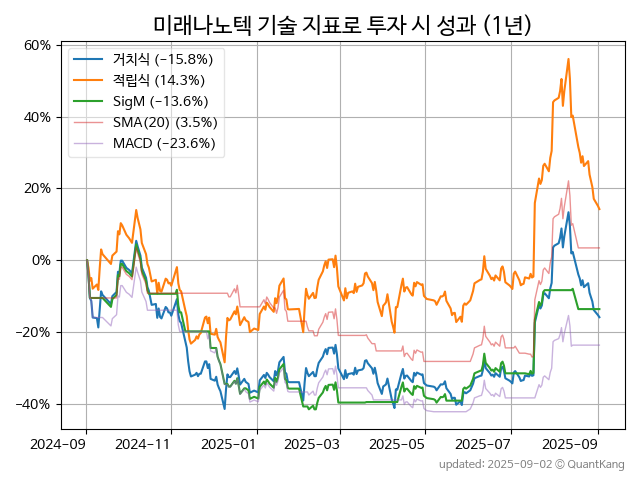 미래나노텍 기술 지표로 투자 시 성과 (1년)
60%
40%
20%
0%
−20%
−40%
거치식 (−15.8%)
적립식 (14.3%)
SigM (−13.6%)
SMA(20) (3.5%)
MACD (−23.6%)
2024-09
2024-11
2025-01
2025-03
2025-05
2025-07
2025-09
updated: 2025-09-02 © QuantKang